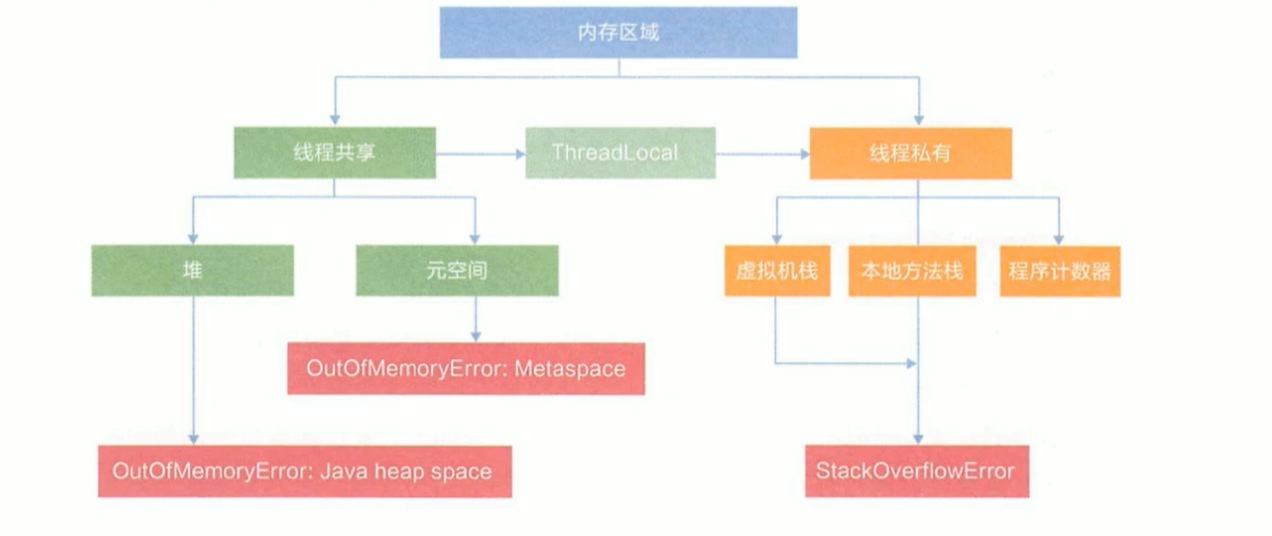 内存区域
线程共享
ThreadLocal
线程私有
堆
元空间
虚拟机栈
本地方法栈
程序计数器
OutOfMemoryError: Metaspace
OutOfMemoryError: Java heap space
StackOverflowError